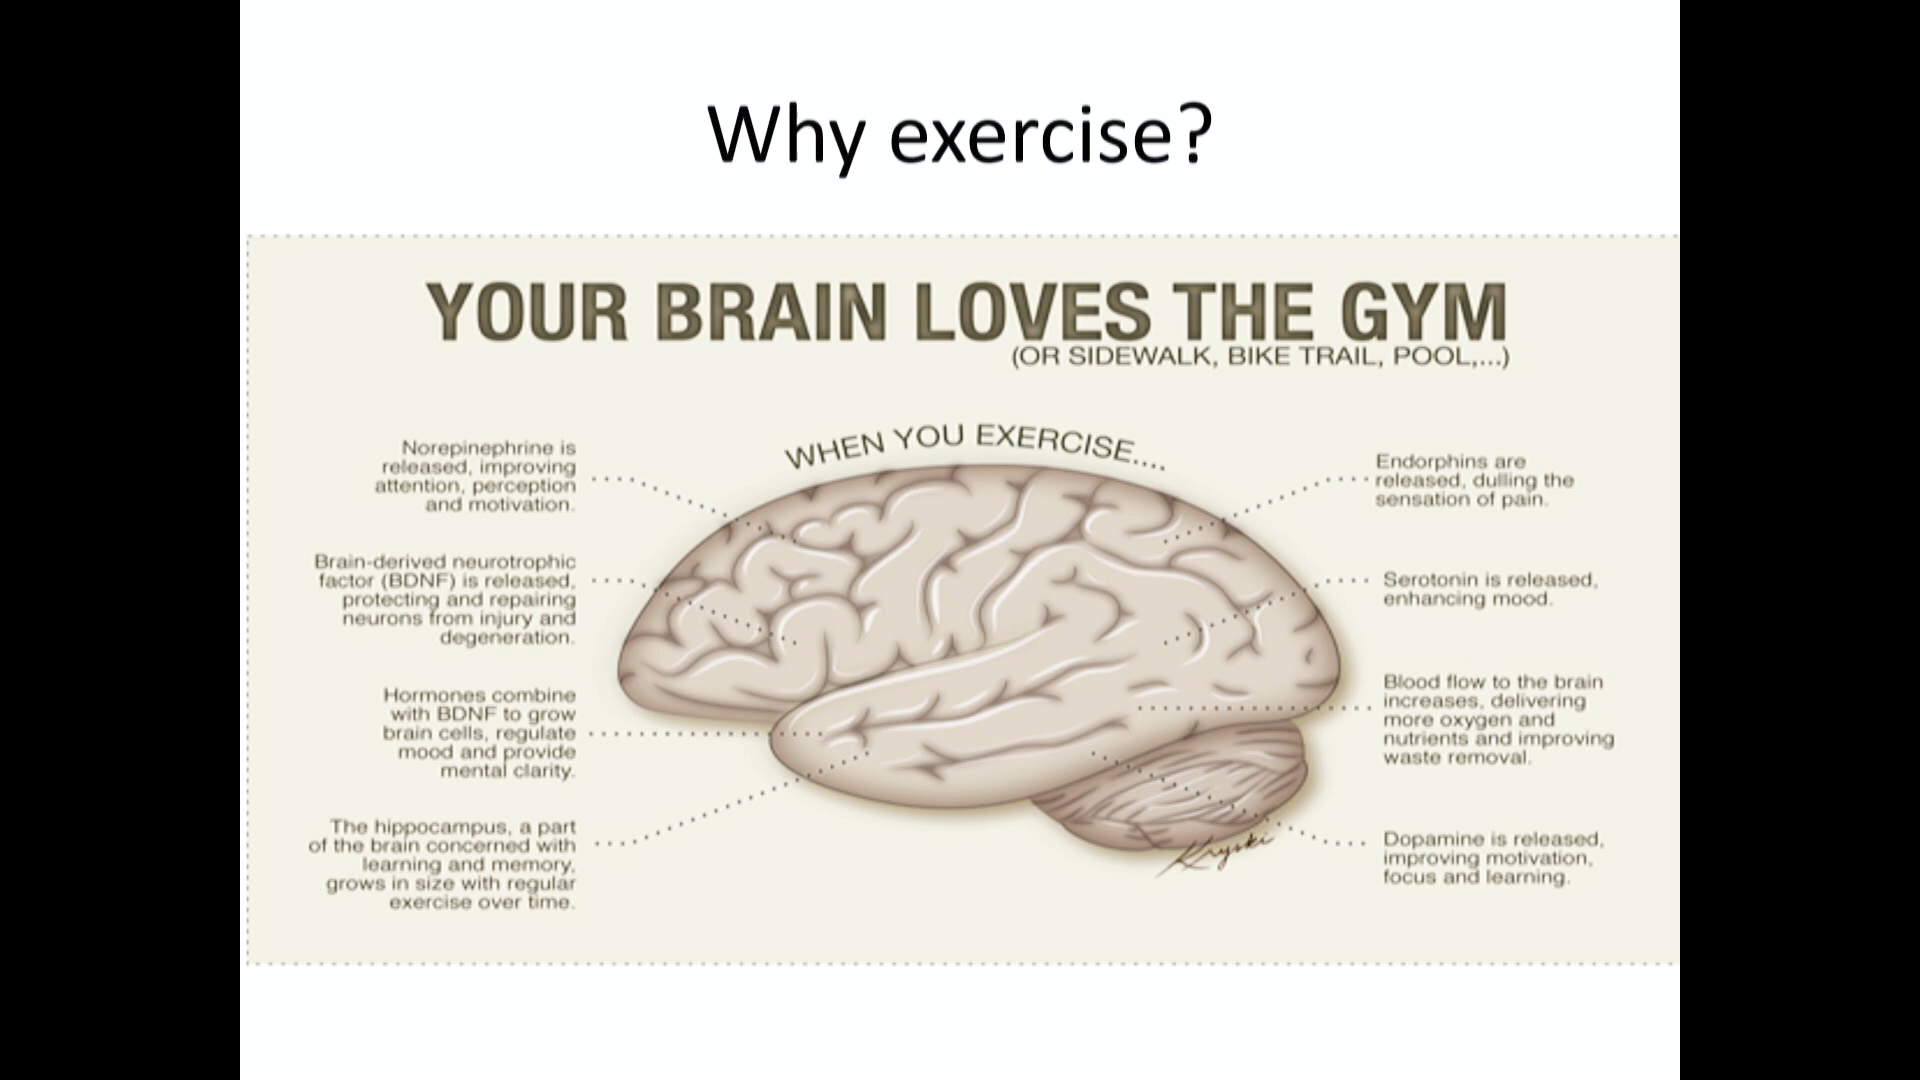 Why exercise?
YOUR BRAIN LOVES THE GYM
(OR SIDEWALK, BIKE TRAIL, POOL,...)
WHEN YOU EXERCISE....
Norepinephrine is
released, improving
attention, perception
and motivation.
Brain-derived neurotrophic
factor (BDNF) is released,
protecting and repairing
neurons from injury and
degeneration.
Hormones combine
with BDNF to grow
brain cells, regulate
mood and provide
mental clarity.
The hippocampus, a part
of the brain concerned with
learning and memory,
grows in size with regular
exercise over time.
Endorphins are
released, dulling the
sensation of pain.
Serotonin is released,
enhancing mood.
Blood flow to the brain
increases, delivering
more oxygen and
nutrients and improving
waste removal.
Dopamine is released,
improving motivation,
focus and learning.